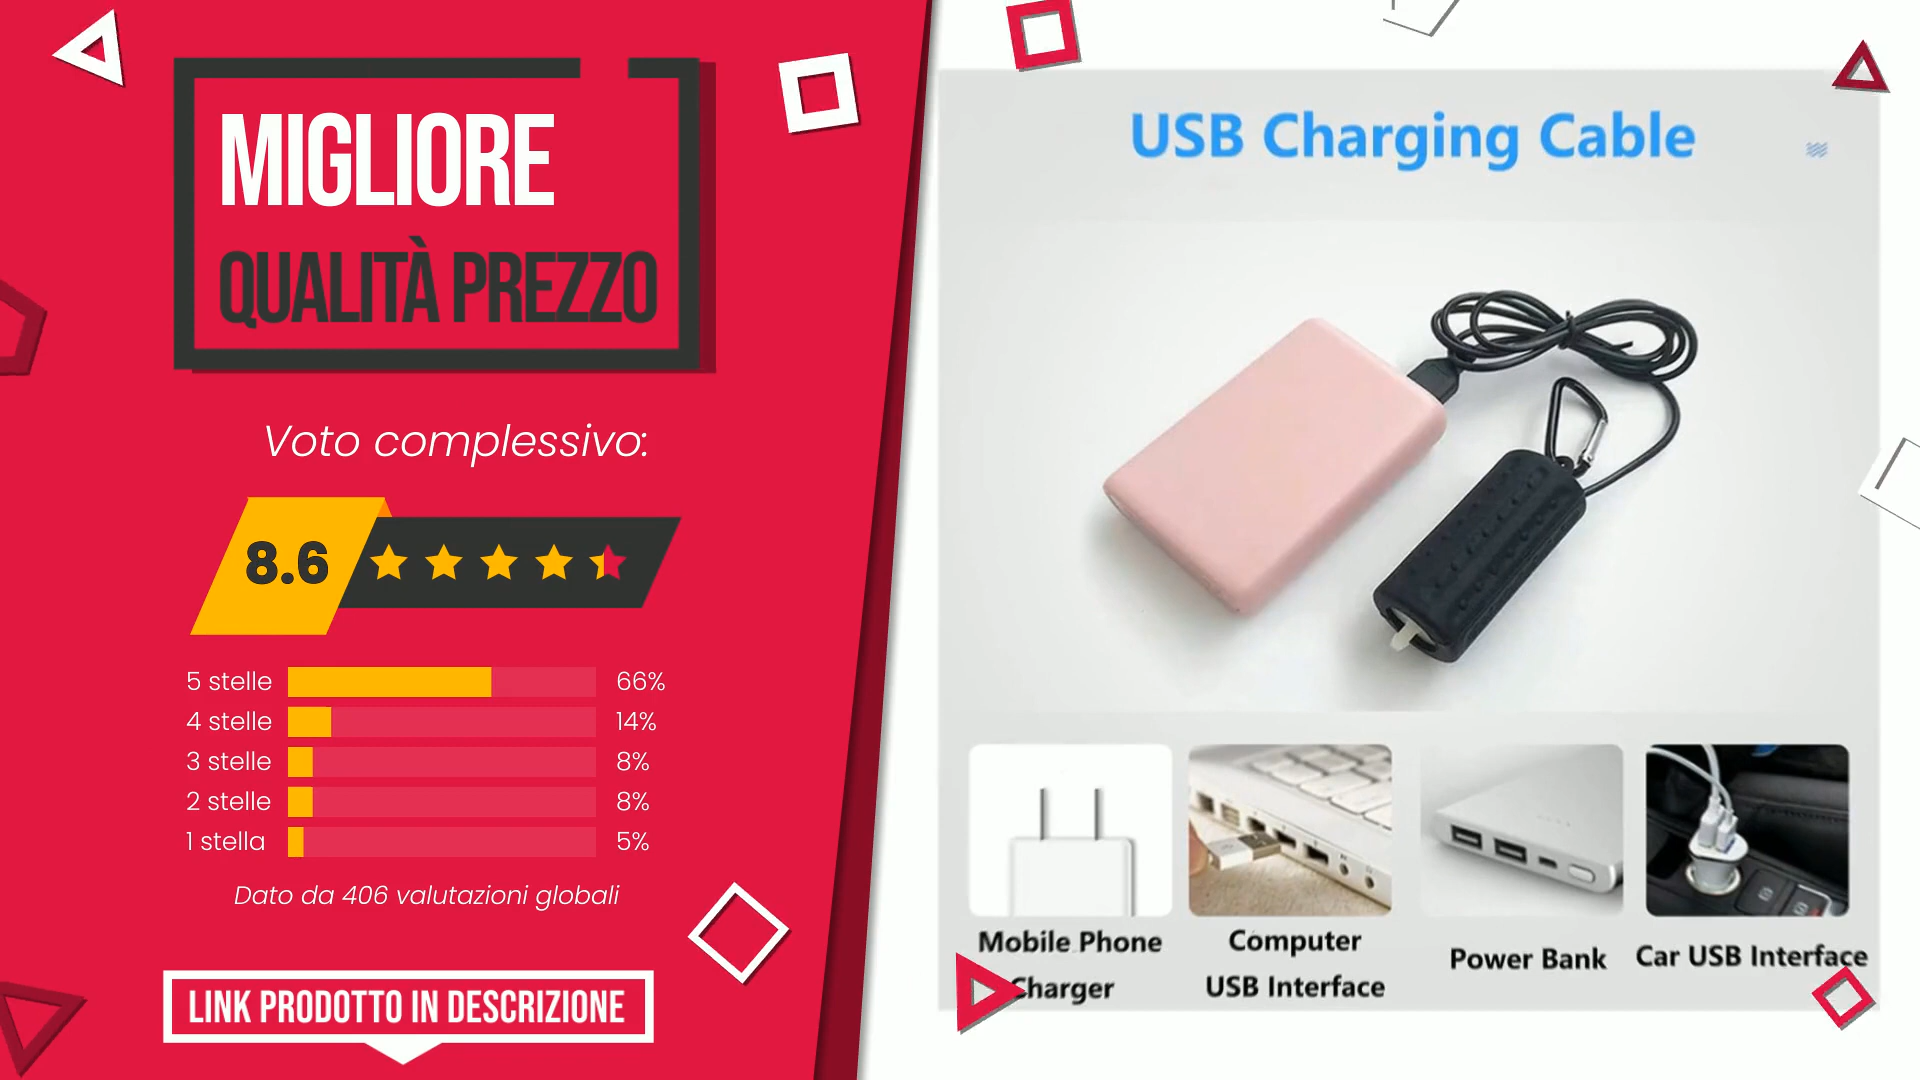 MIGLIORE
QUALITÀ PREZZO
Voto complessivo:
8.6
5 stelle 66%
4 stelle 14%
3 stelle 8%
2 stelle 8%
1 stella 5%
Dato da 406 valutazioni globali
LINK PRODOTTO IN DESCRIZIONE
USB Charging Cable
Mobile Phone
Charger
Computer
USB Interface
Power Bank
Car USB Interface